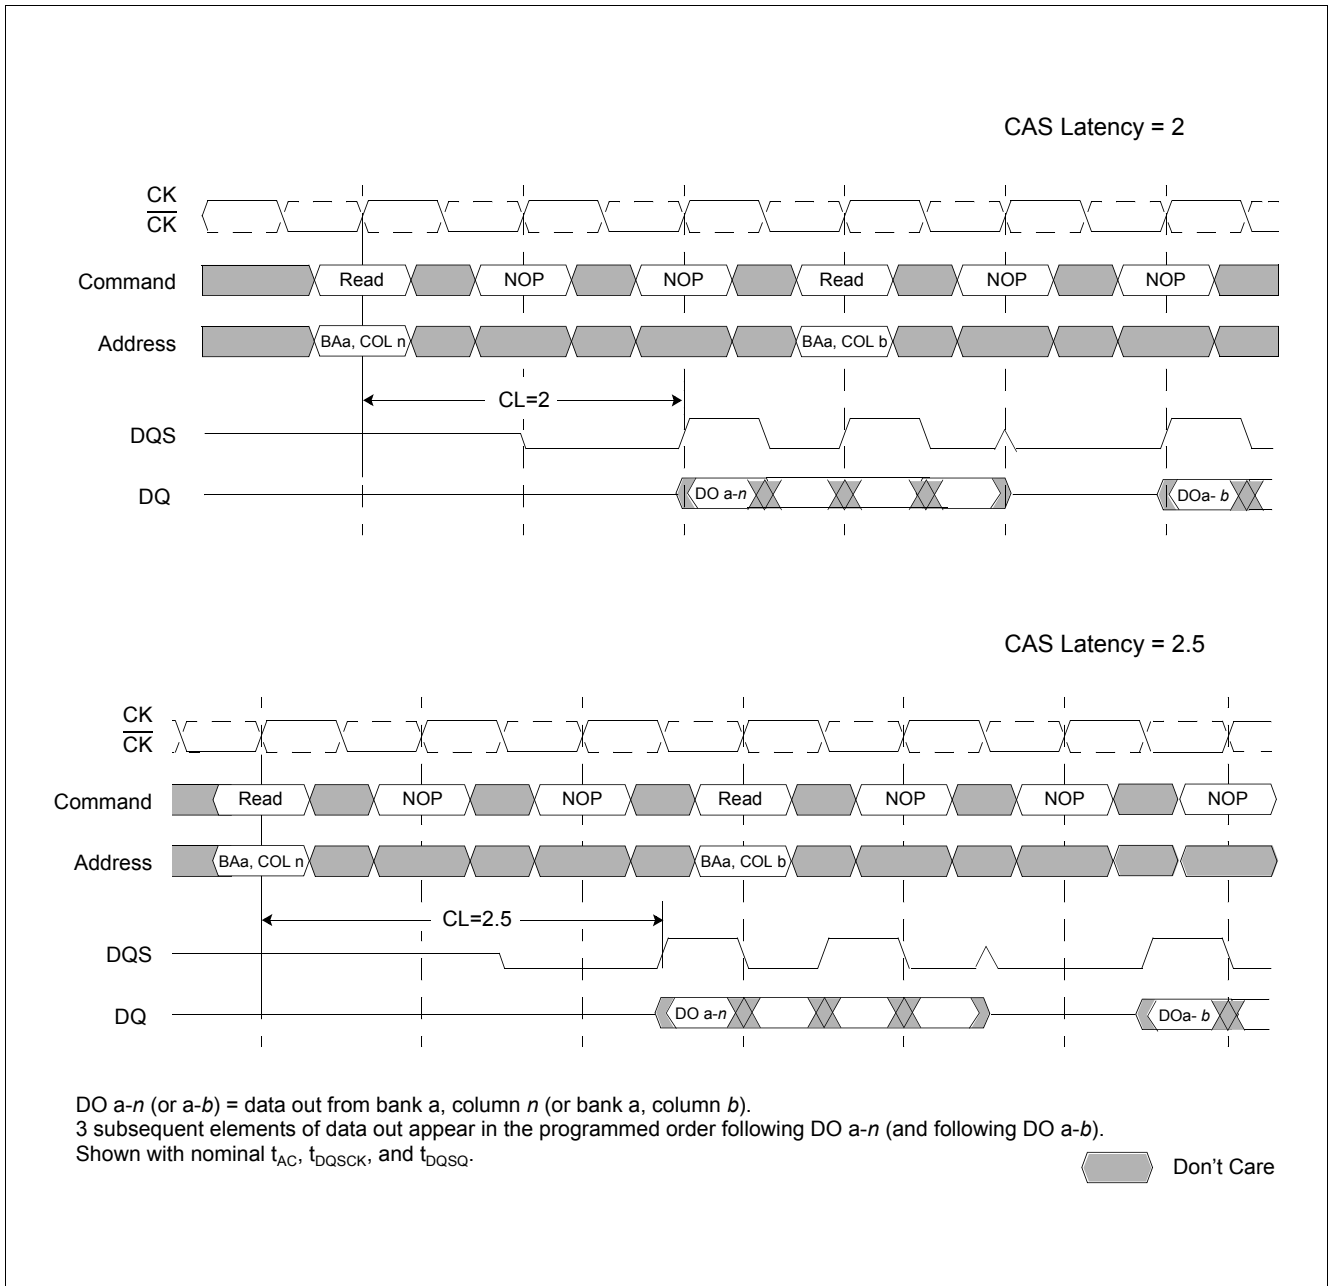 CAS Latency = 2
CK
CK
Command Read NOP NOP Read NOP NOP
Address BAa, COL n BAa, COL b
CL=2
DQS
DQ DO a-n DOa- b
CAS Latency = 2.5
CK
CK
Command Read NOP NOP Read NOP NOP NOP
Address BAa, COL n BAa, COL b
CL=2.5
DQS
DQ DO a-n DOa- b
DO a-n (or a-b) = data out from bank a, column n (or bank a, column b).
3 subsequent elements of data out appear in the programmed order following DO a-n (and following DO a-b).
Shown with nominal tAC, tDQSCK, and tDQSQ.
Don't Care